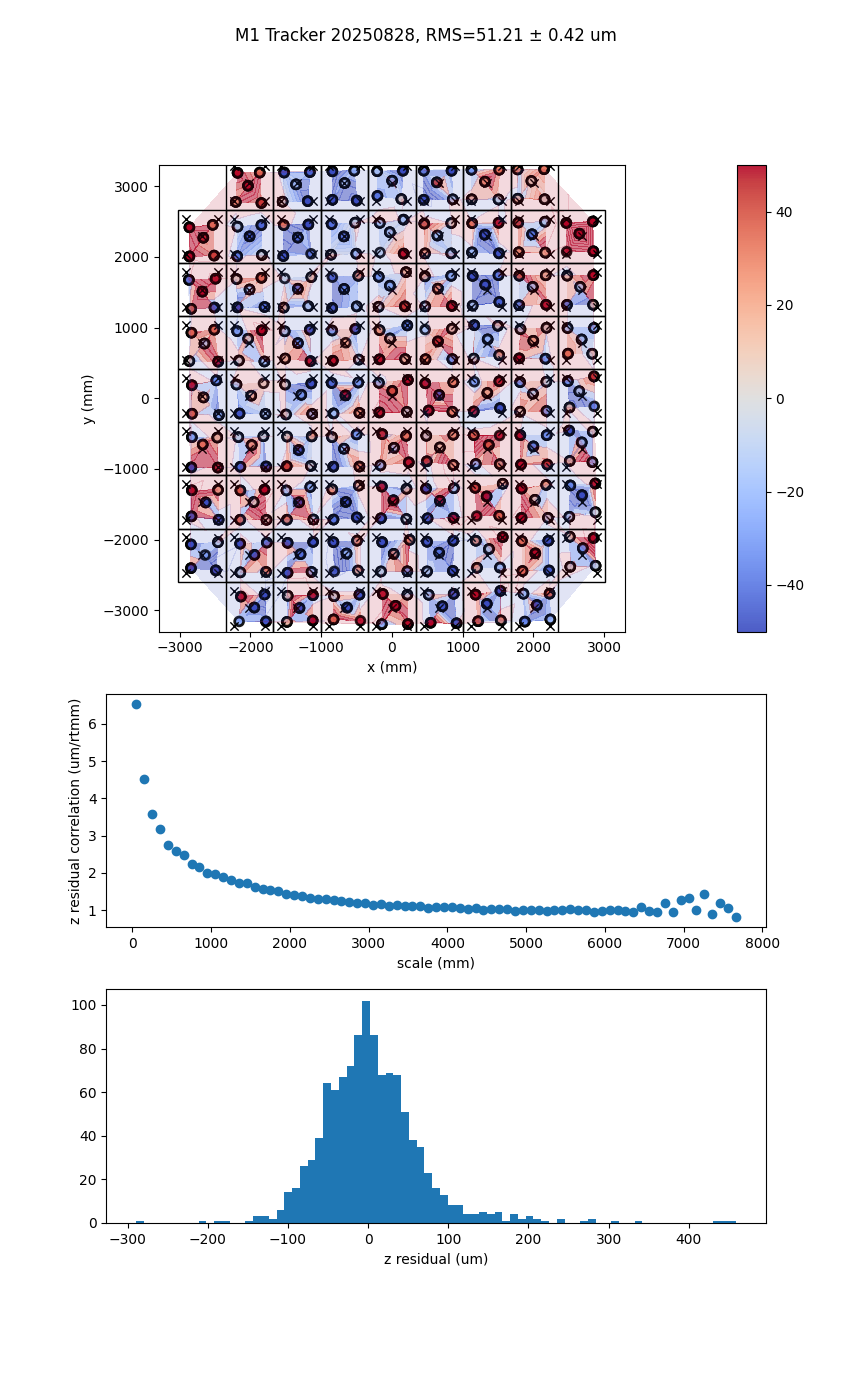 M1 Tracker 20250828, RMS=51.21 ± 0.42 um
3000
2000
1000
0
−1000
−2000
−3000
y (mm)
−3000 −2000 −1000 0 1000 2000 3000
x (mm)
40
20
0
−20
−40
6
5
4
3
2
1
z residual correlation (um/rtmm)
0 1000 2000 3000 4000 5000 6000 7000 8000
scale (mm)
100
80
60
40
20
0
−300 −200 −100 0 100 200 300 400
z residual (um)